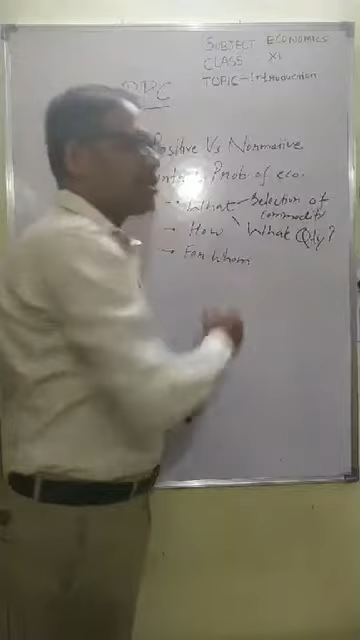 SUBJECT ECONOMICS
CLASS XI
TOPIC-Introduction
PPC
Positive Vs Normative
Prob. of eco.
→ What - Selection of
commodity
→ How What Qty?
→ For Whom